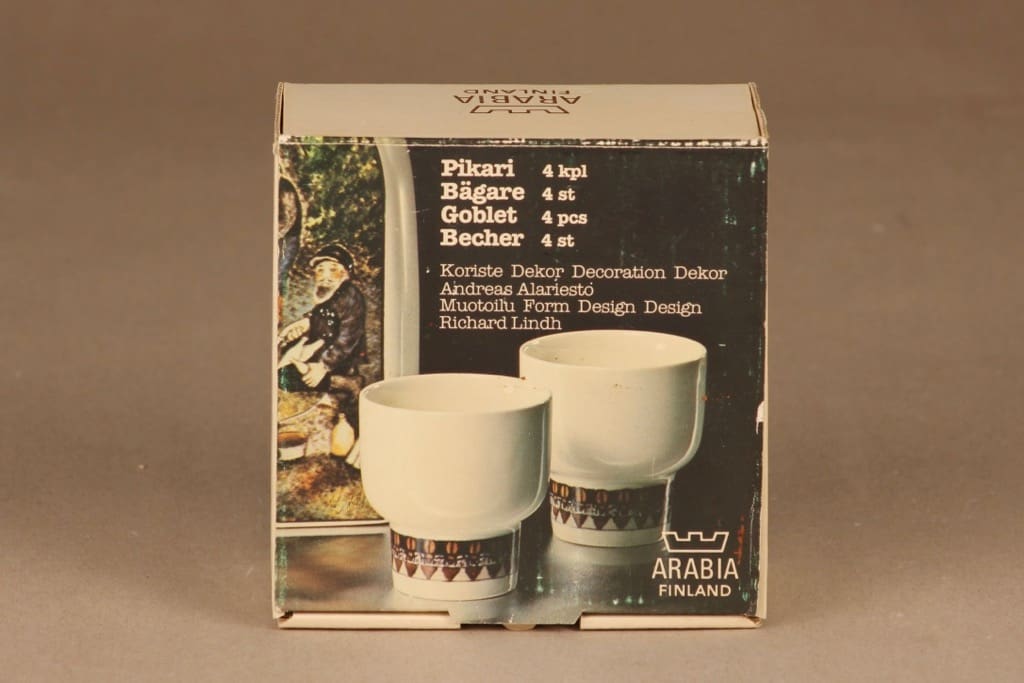 ARABIA
FINLAND
Pikari 4 kpl
Bägare 4 st
Goblet 4 pcs
Becher 4 st
Koriste Dekor Decoration Dekor
Andreas Alariesto
Muotoilu Form Design Design
Richard Lindh
ARABIA
FINLAND